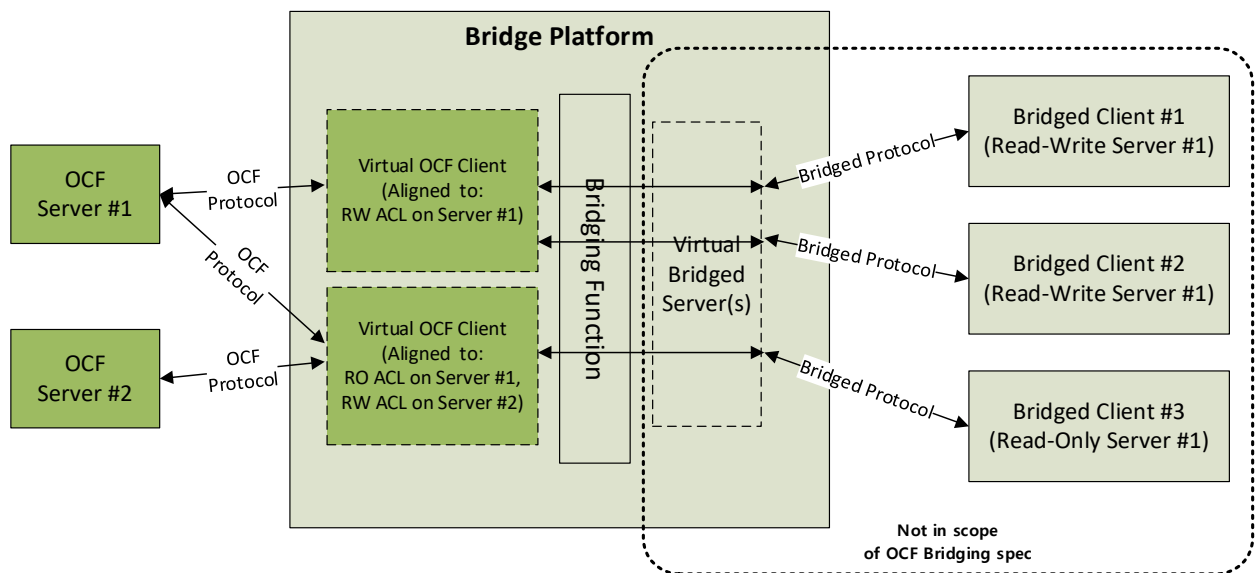 Bridge Platform
OCF
Server #1
OCF
Server #2
OCF
Protocol
OCF
Protocol
OCF
Protocol
Virtual OCF Client
(Aligned to:
RW ACL on Server #1)
Virtual OCF Client
(Aligned to:
RO ACL on Server #1,
RW ACL on Server #2)
Bridging Function
Virtual
Bridged
Server(s)
Bridged Protocol
Bridged Protocol
Bridged Protocol
Bridged Client #1
(Read-Write Server #1)
Bridged Client #2
(Read-Write Server #1)
Bridged Client #3
(Read-Only Server #1)
Not in scope
of OCF Bridging spec